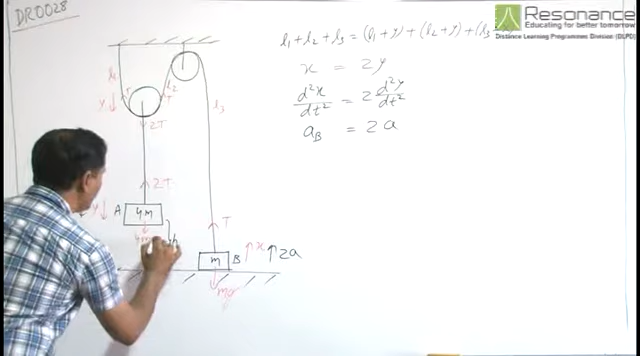 DR0028
Resonance
Educating for better tomorrow
Distance Learning Programmes Division (DLPD)
l₁ + l₂ + l₃ = (l₁ + y) + (l₂ + y) + (l₃
x = 2y
d²x/dt² = 2 d²y/dt²
a_B = 2a
l₁
l₂
l₃
y
T
T
2T
2T
T
y
A
4M
h
m
B
x
2a
mg